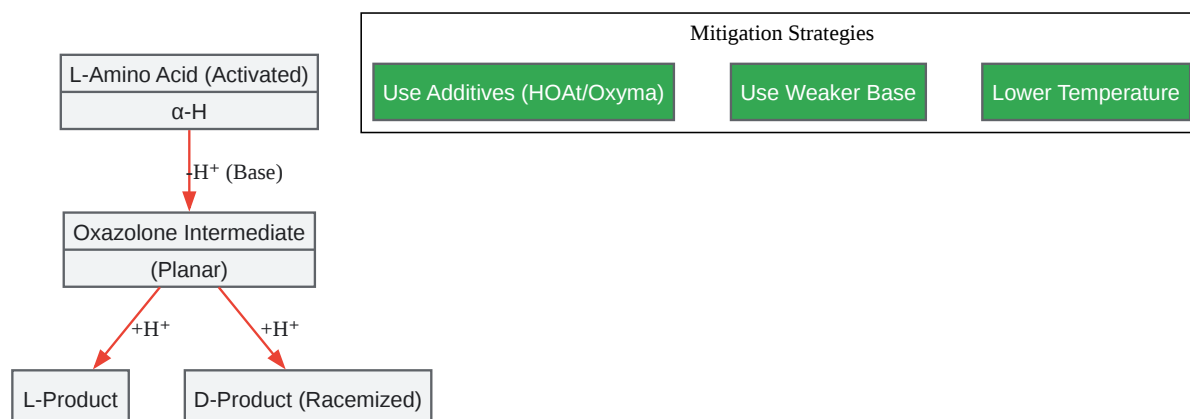 Mitigation Strategies
L-Amino Acid (Activated)
α-H
Use Additives (HOAt/Oxyma)
Use Weaker Base
Lower Temperature
-H⁺ (Base)
Oxazolone Intermediate
(Planar)
+H⁺
+H⁺
L-Product
D-Product (Racemized)